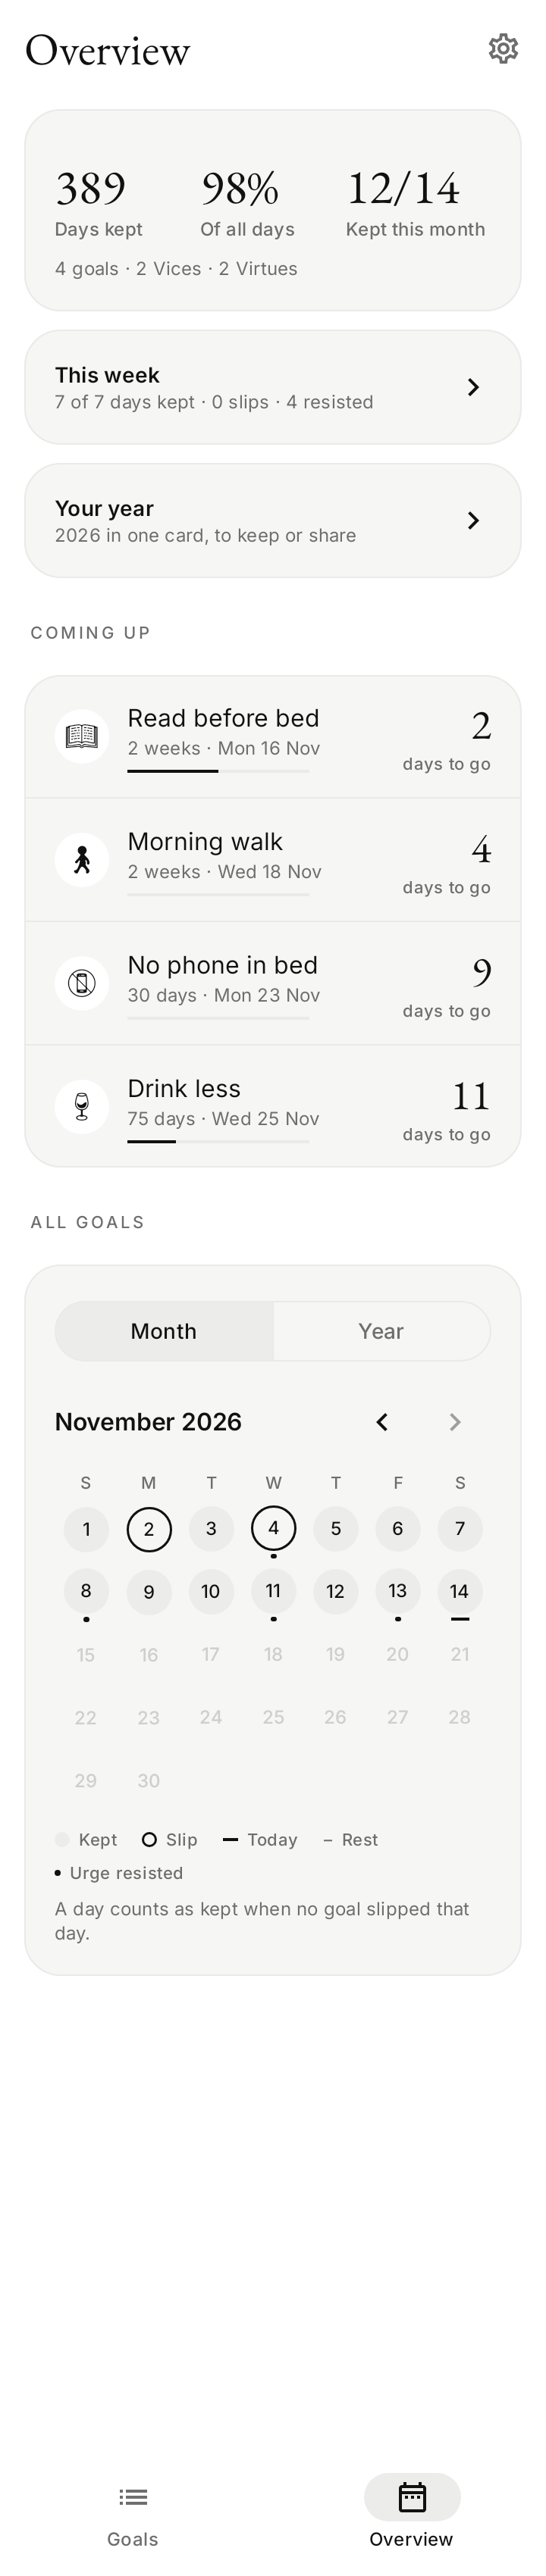 Overview
389 98% 12/14
Days kept Of all days Kept this month
4 goals · 2 Vices · 2 Virtues
This week
7 of 7 days kept · 0 slips · 4 resisted
Your year
2026 in one card, to keep or share
COMING UP
Read before bed 2
2 weeks · Mon 16 Nov days to go
Morning walk 4
2 weeks · Wed 18 Nov days to go
No phone in bed 9
30 days · Mon 23 Nov days to go
Drink less 11
75 days · Wed 25 Nov days to go
ALL GOALS
Month Year
November 2026
S M T W T F S
1 2 3 4 5 6 7
8 9 10 11 12 13 14
15 16 17 18 19 20 21
22 23 24 25 26 27 28
29 30
Kept Slip Today Rest
Urge resisted
A day counts as kept when no goal slipped that
day.
Goals Overview